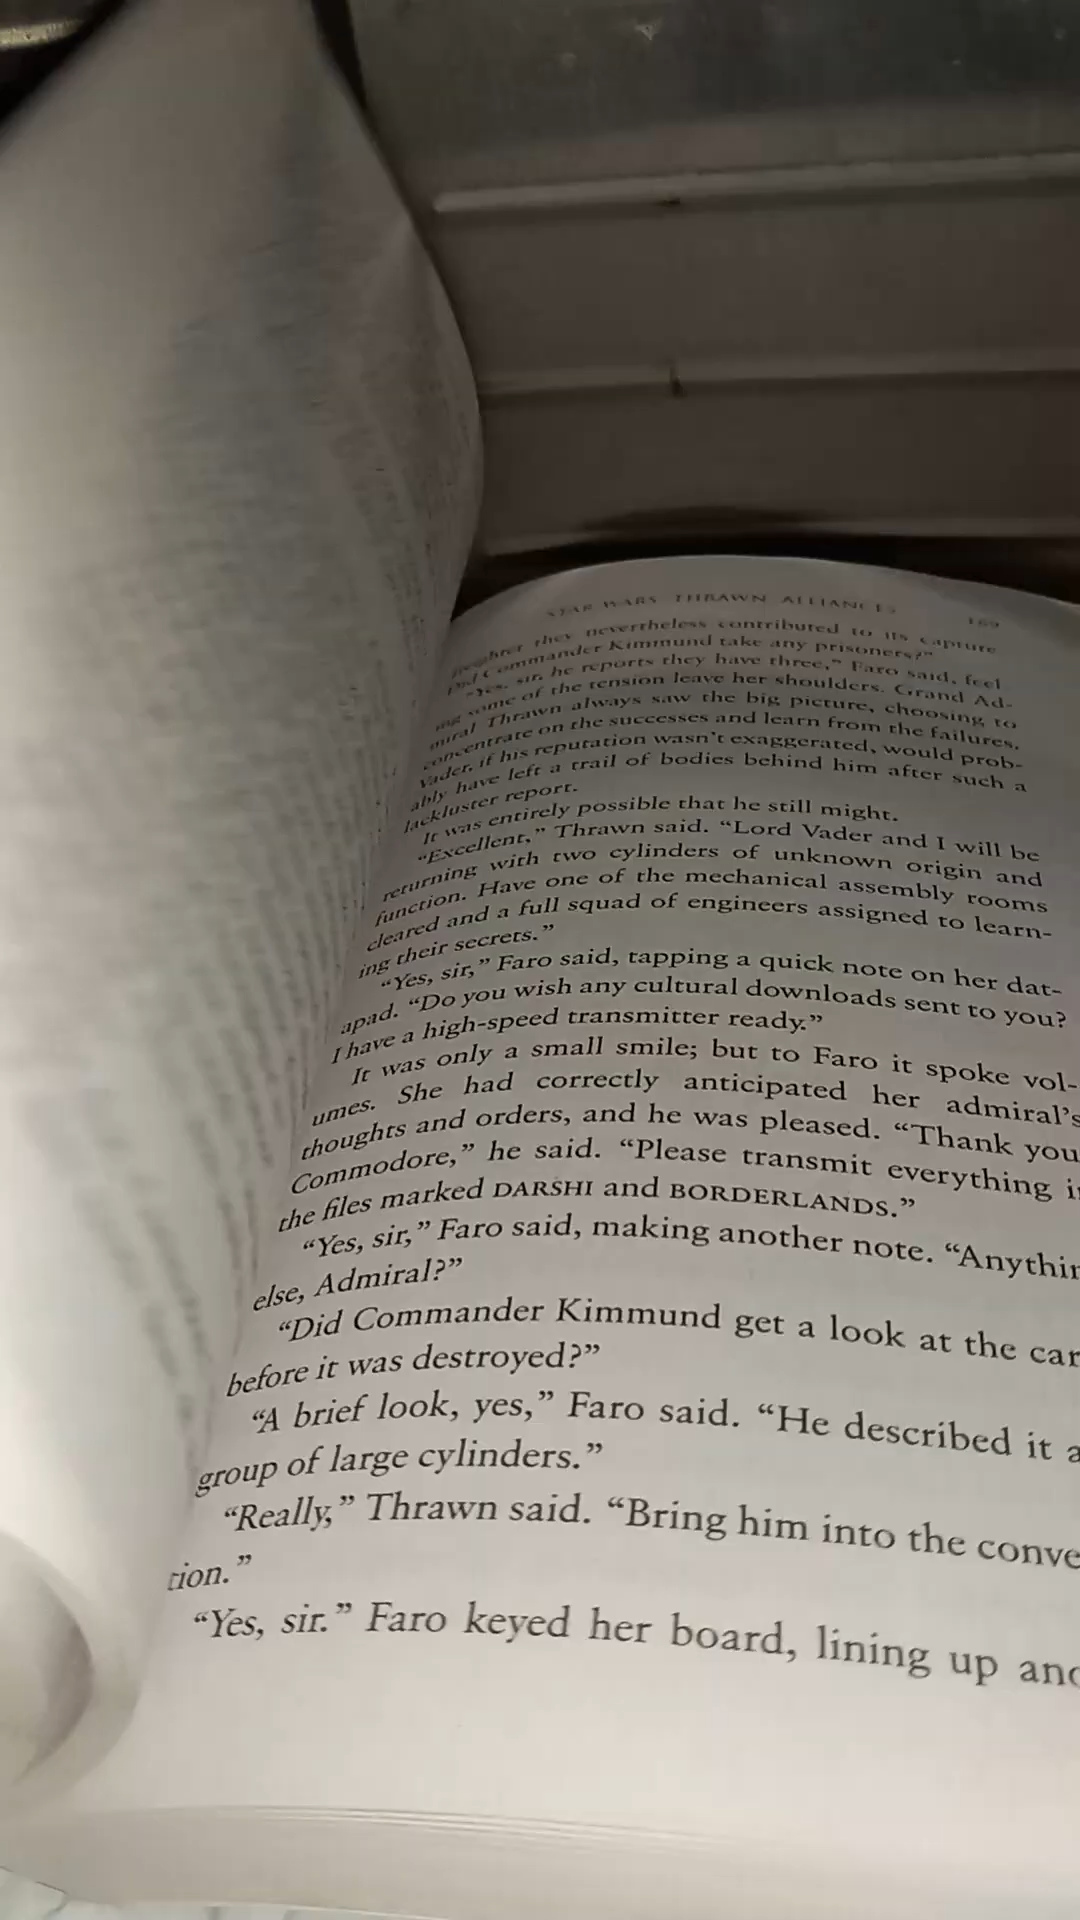 STAR WARS: THRAWN: ALLIANCES 169
they nevertheless contributed to its capture
Did Commander Kimmund take any prisoners?”
“Yes, sir, he reports they have three,” Faro said, feel
ing some of the tension leave her shoulders. Grand Ad-
miral Thrawn always saw the big picture, choosing to
concentrate on the successes and learn from the failures.
Vader, if his reputation wasn’t exaggerated, would prob-
ably have left a trail of bodies behind him after such a
lackluster report.
It was entirely possible that he still might.
“Excellent,” Thrawn said. “Lord Vader and I will be
returning with two cylinders of unknown origin and
function. Have one of the mechanical assembly rooms
cleared and a full squad of engineers assigned to learn-
ing their secrets.”
“Yes, sir,” Faro said, tapping a quick note on her dat-
apad. “Do you wish any cultural downloads sent to you?
I have a high-speed transmitter ready.”
It was only a small smile; but to Faro it spoke vol-
umes. She had correctly anticipated her admiral’s
thoughts and orders, and he was pleased. “Thank you
Commodore,” he said. “Please transmit everything i
the files marked DARSHI and BORDERLANDS.”
“Yes, sir,” Faro said, making another note. “Anythin
else, Admiral?”
“Did Commander Kimmund get a look at the car
before it was destroyed?”
“A brief look, yes,” Faro said. “He described it a
group of large cylinders.”
“Really,” Thrawn said. “Bring him into the conve
tion.”
“Yes, sir.” Faro keyed her board, lining up and